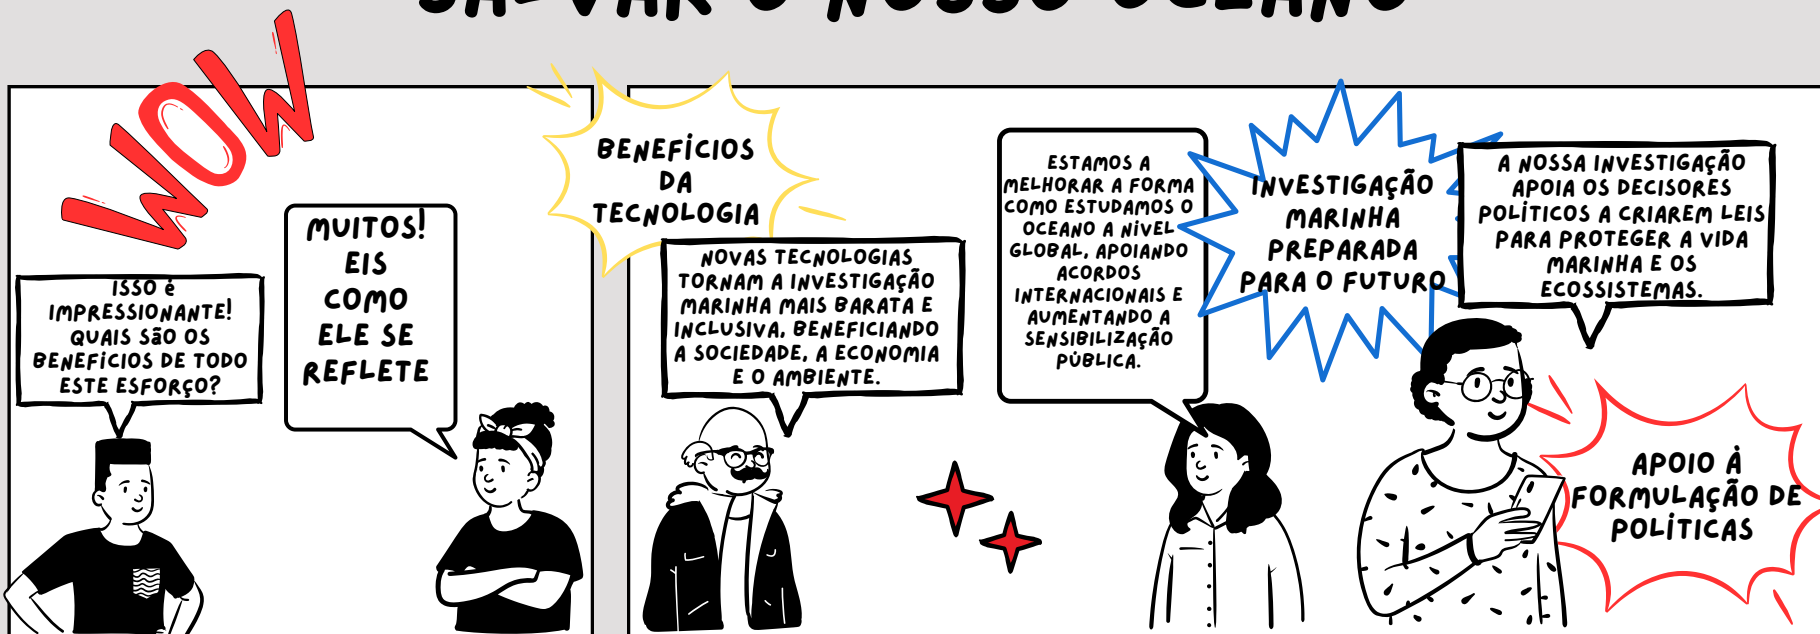 SALVAR O NOSSO OCEANO
WOW
ISSO é
IMPRESSIONANTE!
QUAIS SÃO OS
BENEFÍCIOS DE TODO
ESTE ESFORÇO?
MUITOS!
EIS
COMO
ELE SE
REFLETE
BENEFÍCIOS
DA
TECNOLOGIA
NOVAS TECNOLOGIAS
TORNAM A INVESTIGAÇÃO
MARINHA MAIS BARATA E
INCLUSIVA, BENEFICIANDO
A SOCIEDADE, A ECONOMIA
E O AMBIENTE.
ESTAMOS A
MELHORAR A FORMA
COMO ESTUDAMOS O
OCEANO A NÍVEL
GLOBAL, APOIANDO
ACORDOS
INTERNACIONAIS E
AUMENTANDO A
SENSIBILIZAÇÃO
PÚBLICA.
INVESTIGAÇÃO
MARINHA
PREPARADA
PARA O FUTURO
A NOSSA INVESTIGAÇÃO
APOIA OS DECISORES
POLÍTICOS A CRIAREM LEIS
PARA PROTEGER A VIDA
MARINHA E OS
ECOSSISTEMAS.
APOIO À
FORMULAÇÃO DE
POLÍTICAS